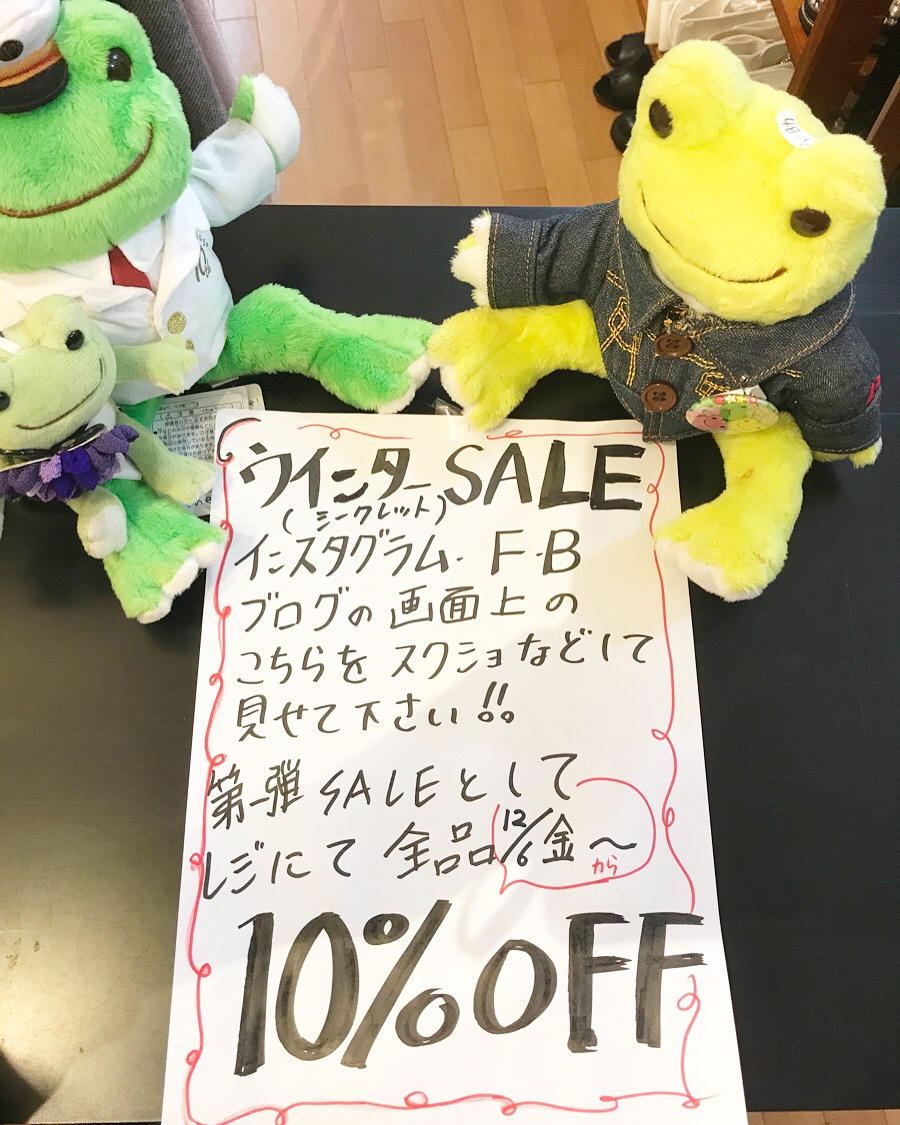 ウインターSALE
(シークレット)
インスタグラム・F・B
ブログの画面上の
こちらをスクショなどして
見せて下さい!!
第一弾SALEとして
レジにて全品12/6金〜
から
10%OFF